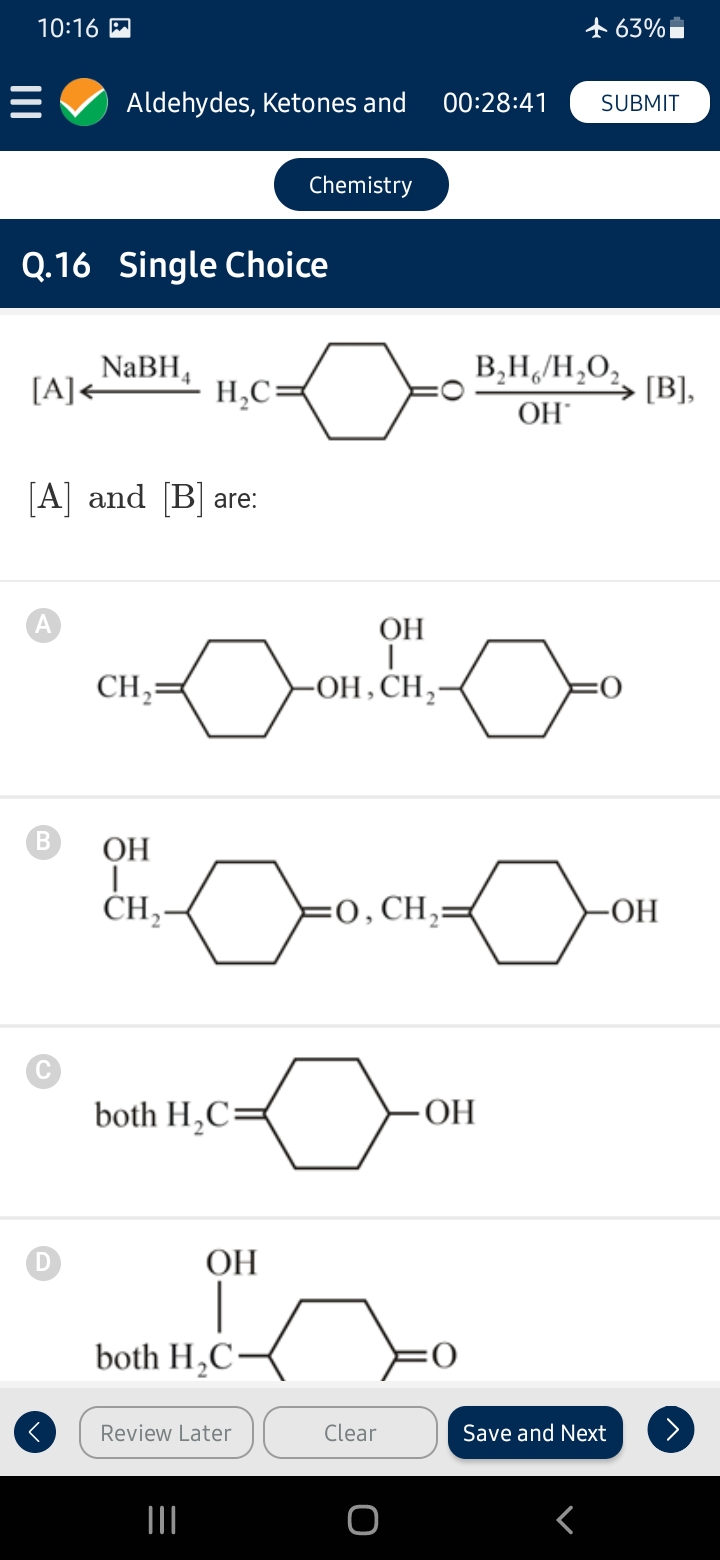 10:16 63%
Aldehydes, Ketones and 00:28:41 SUBMIT
Chemistry
Q.16 Single Choice
[A] NaBH₄ H₂C= =O B₂H₆/H₂O₂ OH⁻ [B],
[A] and [B] are:
A
OH
CH₂= -OH, CH₂- =O
B
OH
CH₂- =O, CH₂= -OH
C
both H₂C= -OH
D
OH
both H₂C- =O
Review Later Clear Save and Next